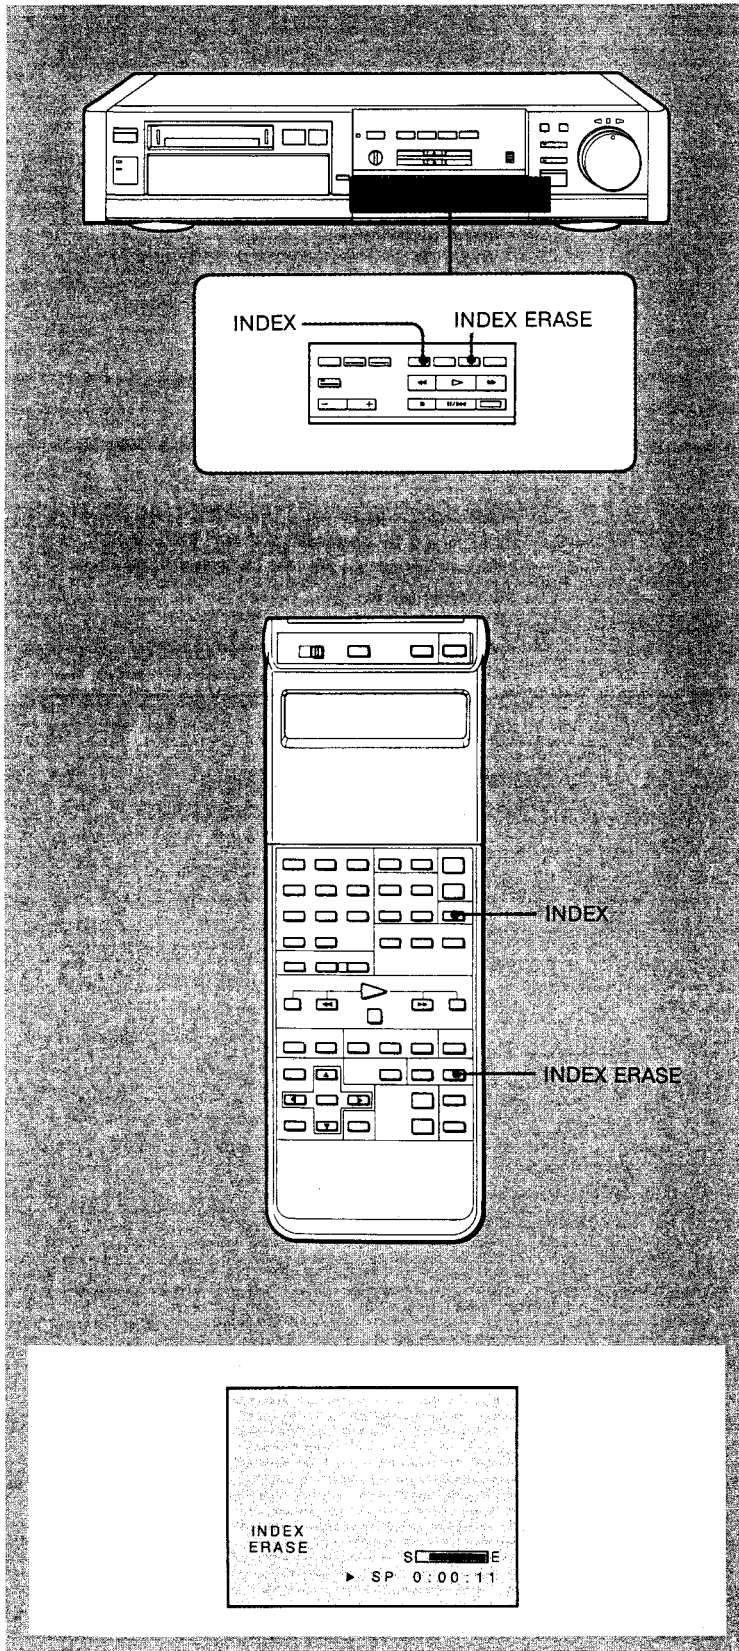 INDEX
INDEX ERASE
INDEX
INDEX ERASE
INDEX
ERASE
S E
▶ SP 0:00:11